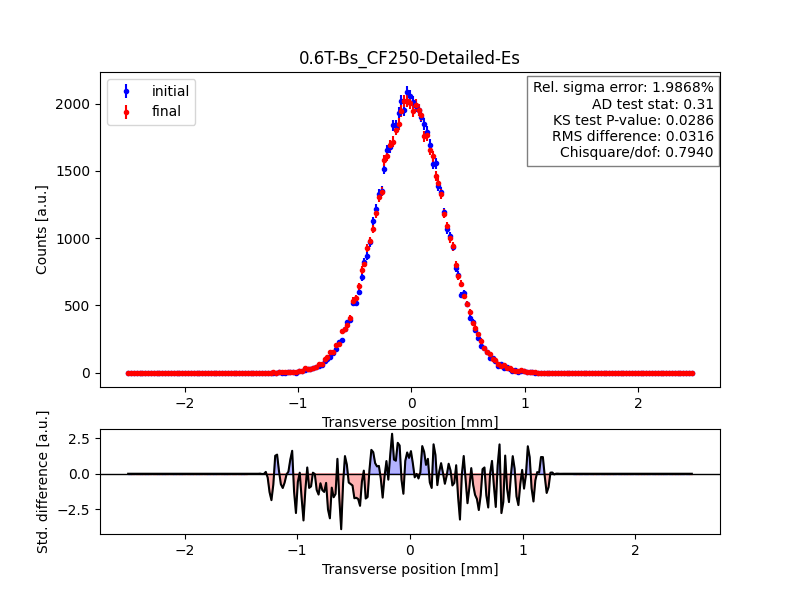 0.6T-Bs_CF250-Detailed-Es
initial
final
Rel. sigma error: 1.9868%
AD test stat: 0.31
KS test P-value: 0.0286
RMS difference: 0.0316
Chisquare/dof: 0.7940
Counts [a.u.]
2000
1500
1000
500
0
−2
−1
0
1
2
Transverse position [mm]
Std. difference [a.u.]
2.5
0.0
−2.5
−2
−1
0
1
2
Transverse position [mm]